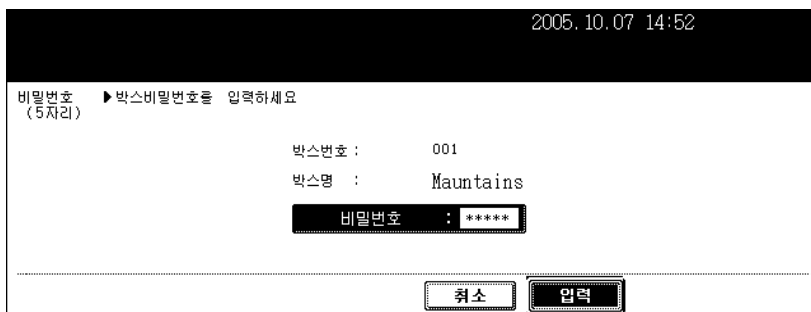 2005.10.07 14:52
비밀번호 ▶박스비밀번호를 입력하세요
(5자리)
박스번호 : 001
박스명 : Mauntains
비밀번호 : *****
취소 입력